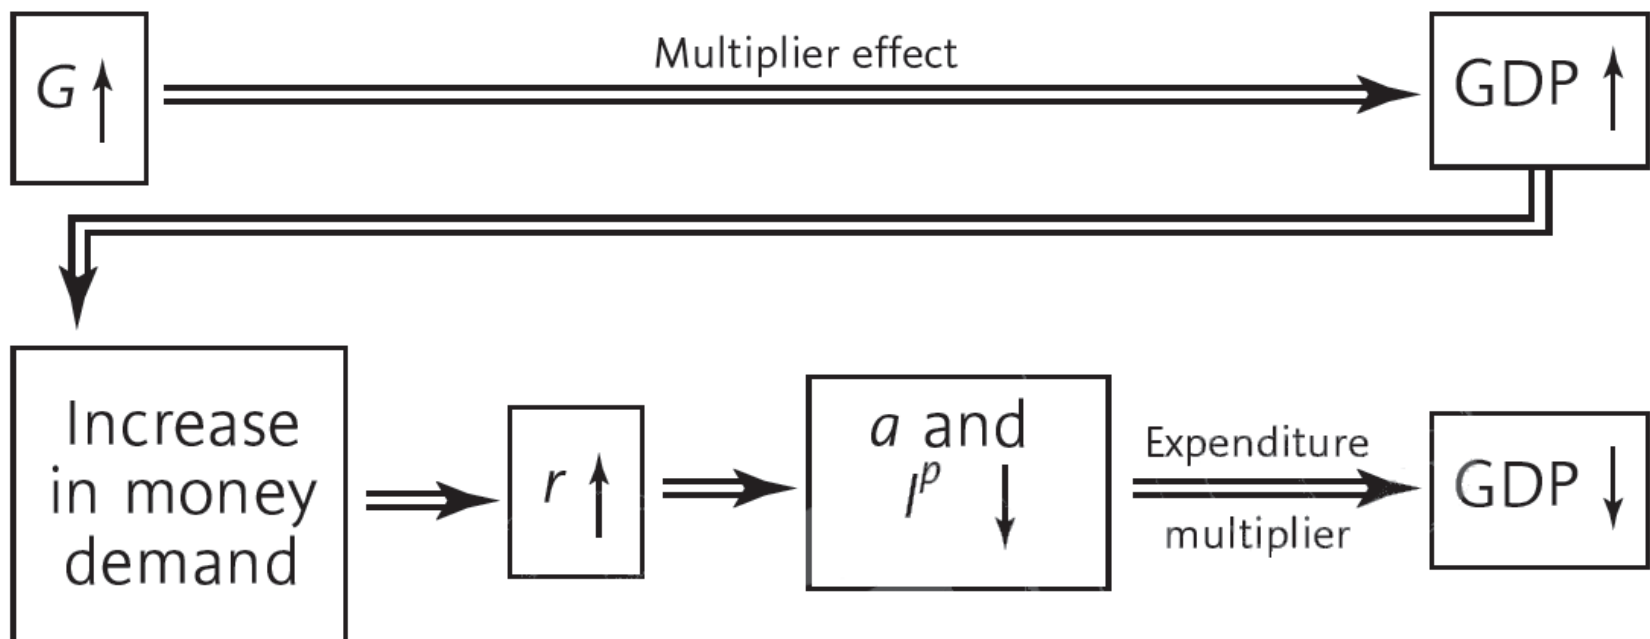 G
Multiplier effect
GDP
Increase
in money
demand
r
a and
I^p
Expenditure
multiplier
GDP